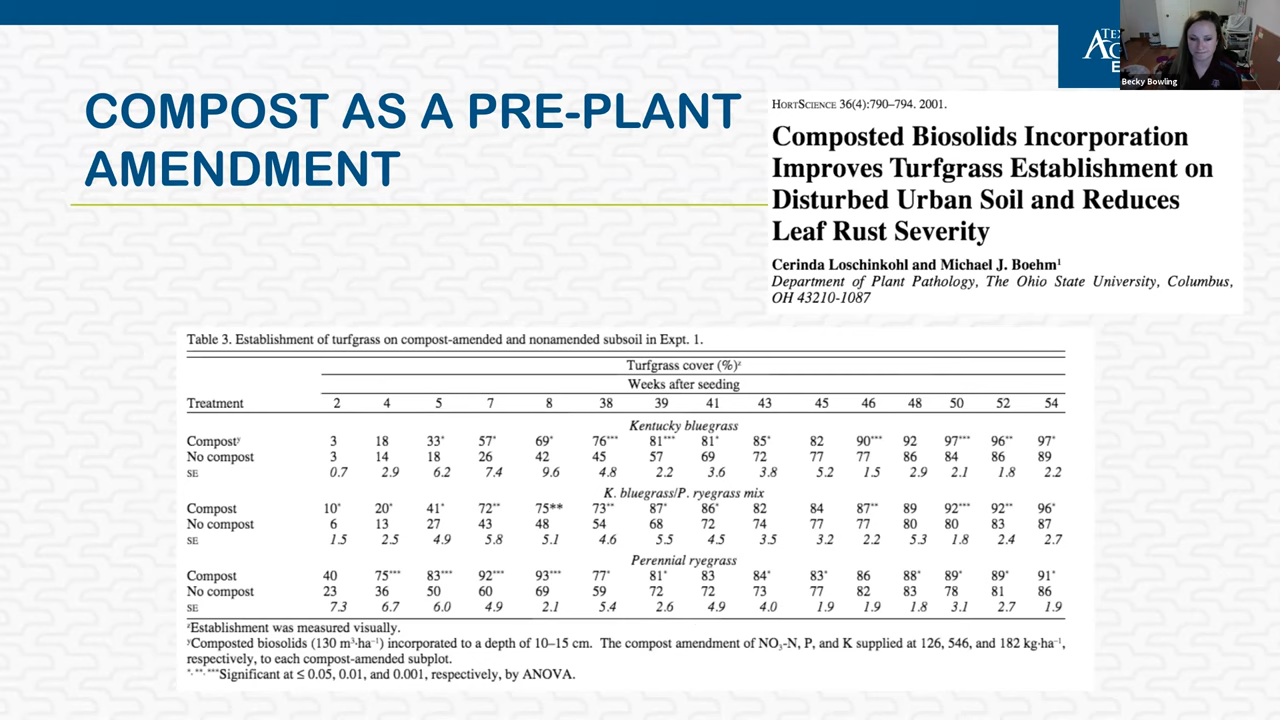 TEX
AG
E
Becky Bowling
COMPOST AS A PRE-PLANT
AMENDMENT
HORTSCIENCE 36(4):790–794. 2001.
Composted Biosolids Incorporation
Improves Turfgrass Establishment on
Disturbed Urban Soil and Reduces
Leaf Rust Severity
Cerinda Loschinkohl and Michael J. Boehm¹
Department of Plant Pathology, The Ohio State University, Columbus,
OH 43210-1087
Table 3. Establishment of turfgrass on compost-amended and nonamended subsoil in Expt. 1.
Turfgrass cover (%)ᶻ
Weeks after seeding
Treatment 2 4 5 7 8 38 39 41 43 45 46 48 50 52 54
Kentucky bluegrass
Compostʸ 3 18 33* 57* 69* 76*** 81*** 81* 85* 82 90*** 92 97*** 96** 97*
No compost 3 14 18 26 42 45 57 69 72 77 77 86 84 86 89
SE 0.7 2.9 6.2 7.4 9.6 4.8 2.2 3.6 3.8 5.2 1.5 2.9 2.1 1.8 2.2
K. bluegrass/P. ryegrass mix
Compost 10* 20* 41* 72** 75** 73** 87* 86* 82 84 87** 89 92*** 92** 96*
No compost 6 13 27 43 48 54 68 72 74 77 77 80 80 83 87
SE 1.5 2.5 4.9 5.8 5.1 4.6 5.5 4.5 3.5 3.2 2.2 5.3 1.8 2.4 2.7
Perennial ryegrass
Compost 40 75*** 83*** 92*** 93*** 77* 81* 83 84* 83* 86 88* 89* 89* 91*
No compost 23 36 50 60 69 59 72 72 73 77 82 83 78 81 86
SE 7.3 6.7 6.0 4.9 2.1 5.4 2.6 4.9 4.0 1.9 1.9 1.8 3.1 2.7 1.9
ᶻEstablishment was measured visually.
ʸComposted biosolids (130 m³·ha⁻¹) incorporated to a depth of 10–15 cm. The compost amendment of NO₃-N, P, and K supplied at 126, 546, and 182 kg·ha⁻¹,
respectively, to each compost-amended subplot.
*, **, ***Significant at ≤ 0.05, 0.01, and 0.001, respectively, by ANOVA.